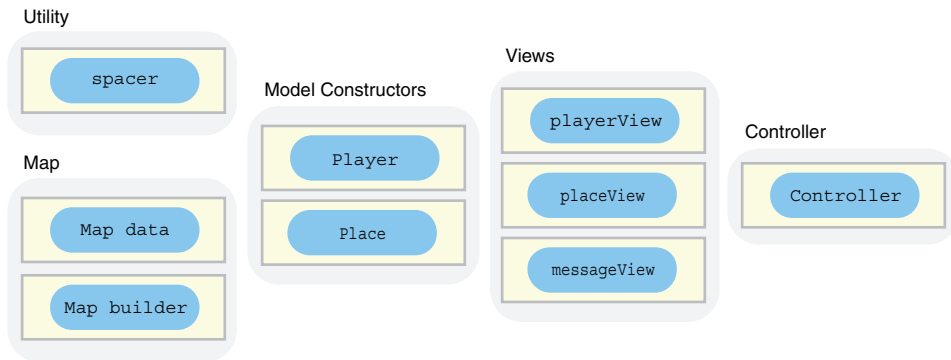 Utility
spacer
Map
Map data
Map builder
Model Constructors
Player
Place
Views
playerView
placeView
messageView
Controller
Controller